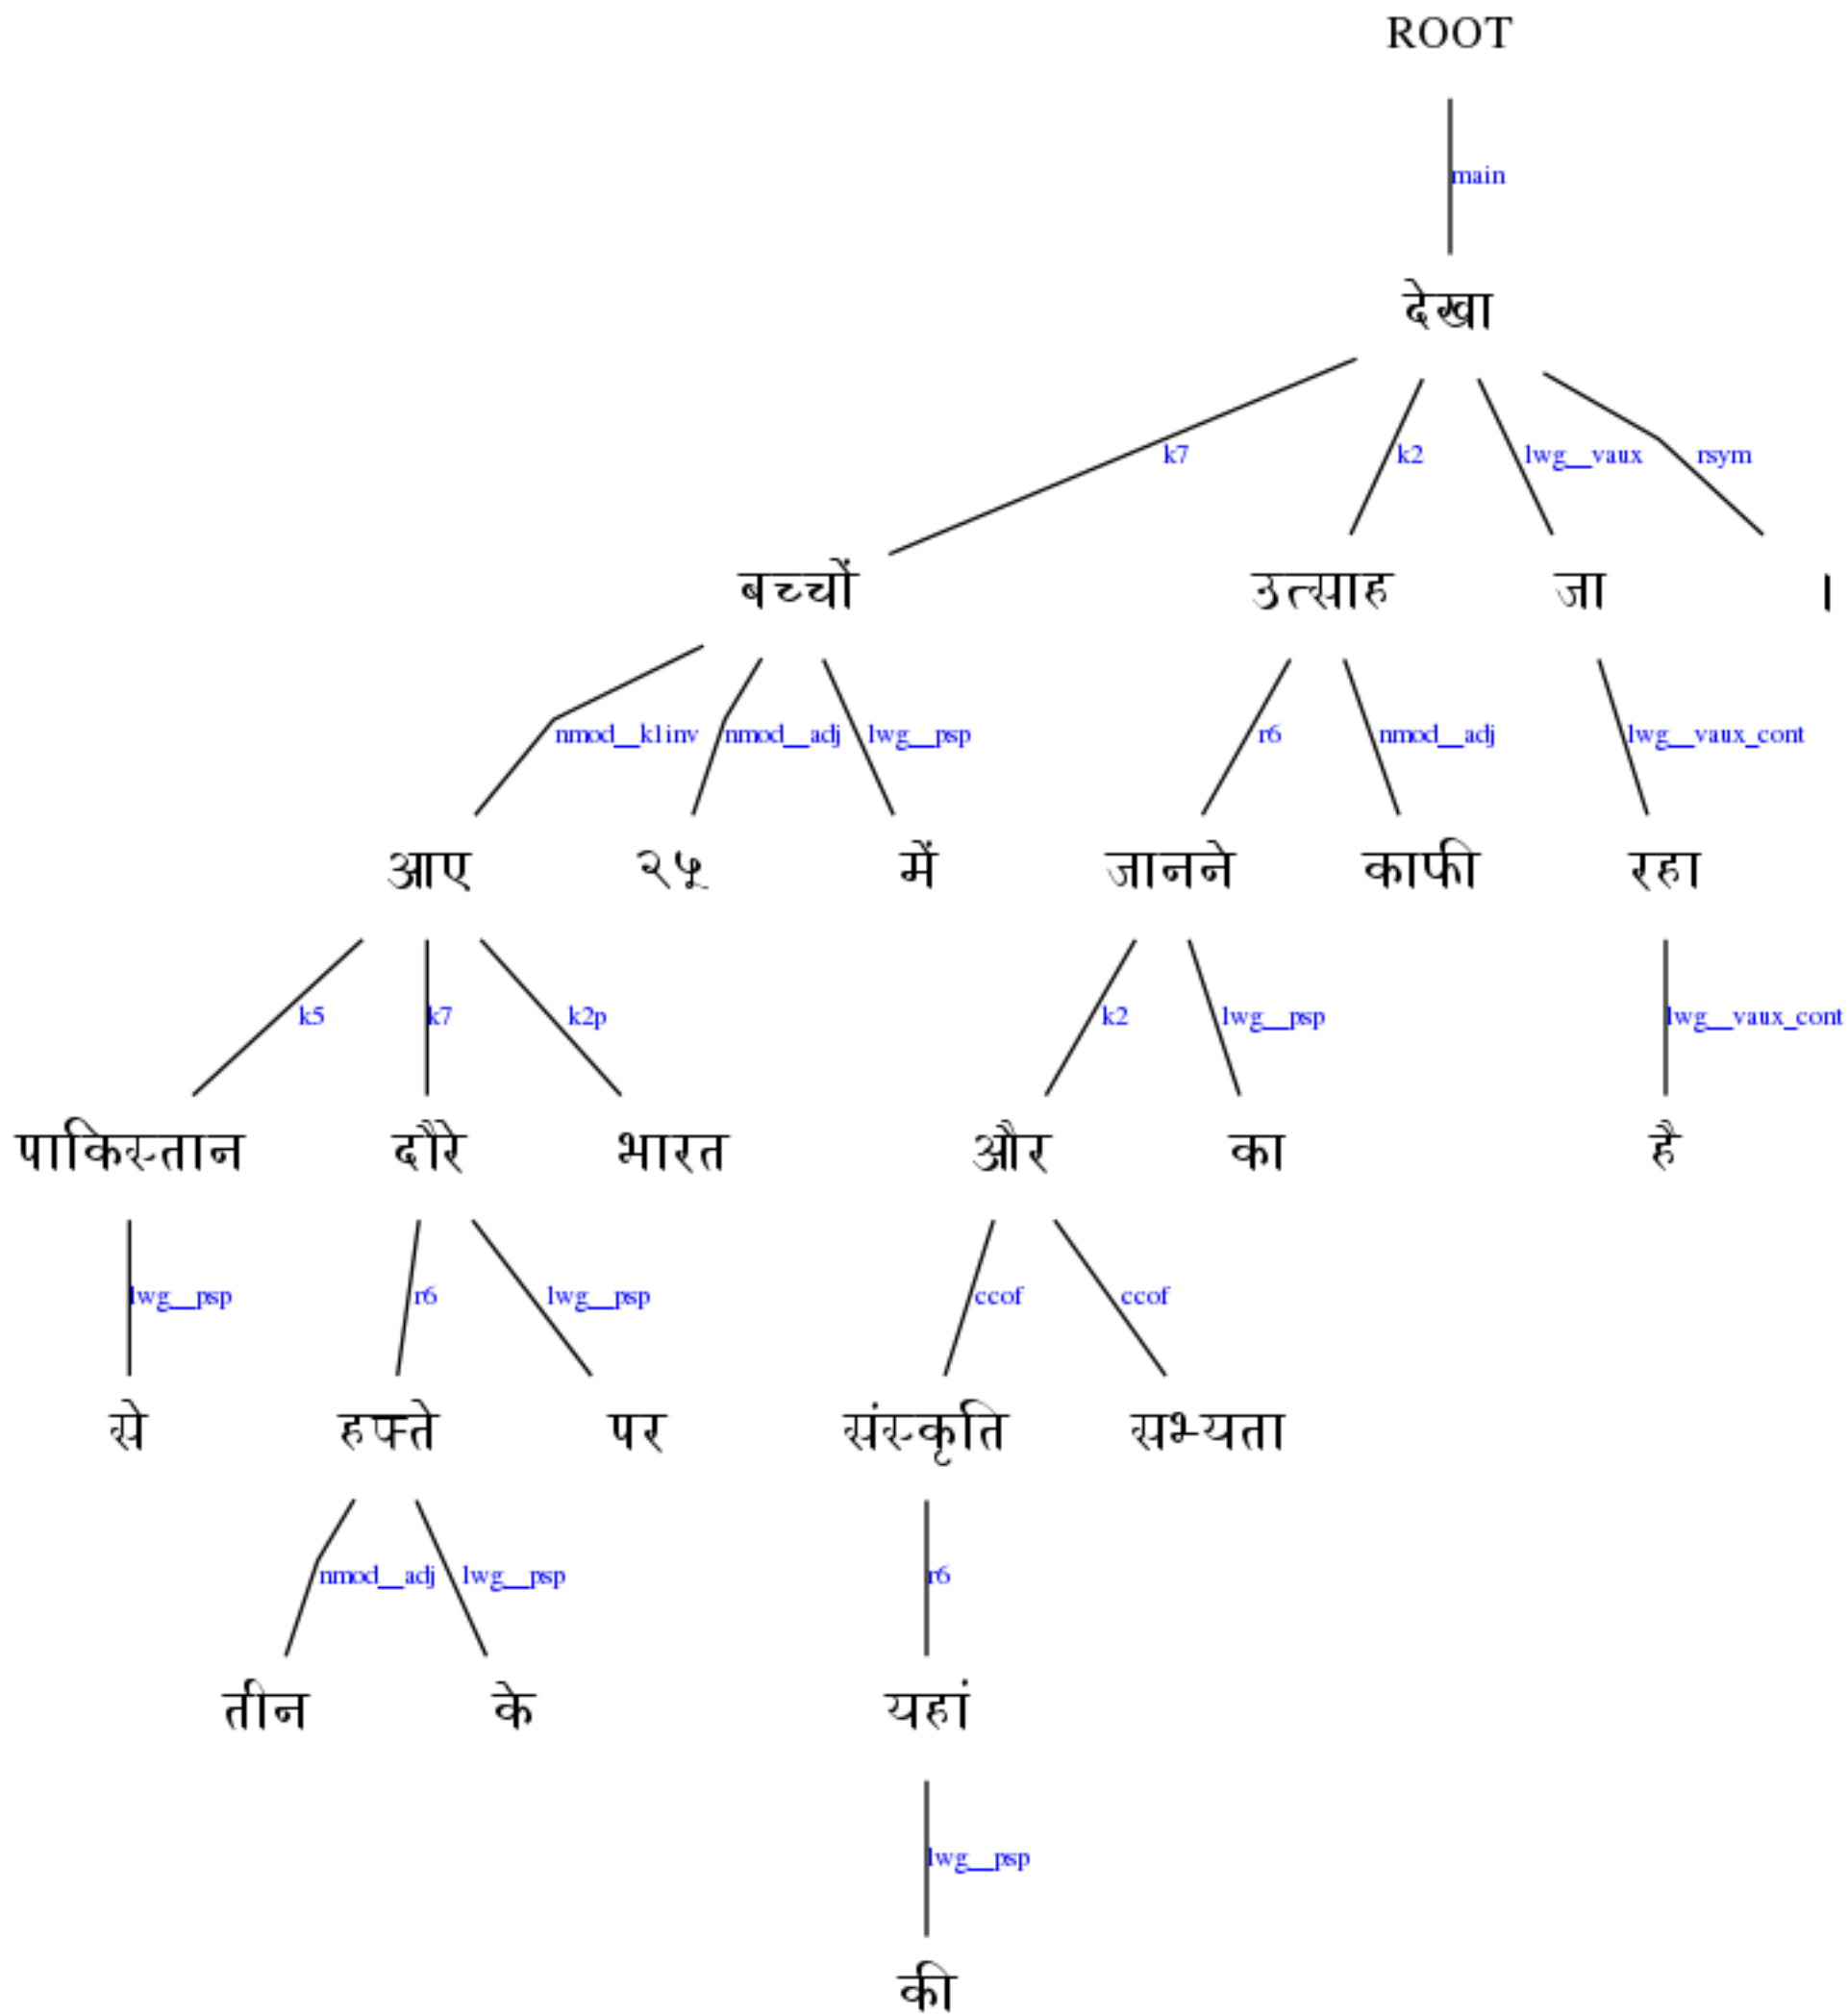 ROOT
main
देखा
k7 k2 lwg__vaux rsym
बच्चों उत्साह जा ।
nmod__k1inv nmod__adj lwg__psp r6 nmod__adj lwg__vaux_cont
आए २५ में जानने काफी रहा
k5 k7 k2p k2 lwg__psp lwg__vaux_cont
पाकिस्तान दौरे भारत और का है
lwg__psp r6 lwg__psp ccof ccof
से हफ्ते पर संस्कृति सभ्यता
nmod__adj lwg__psp r6
तीन के यहां
lwg__psp
की